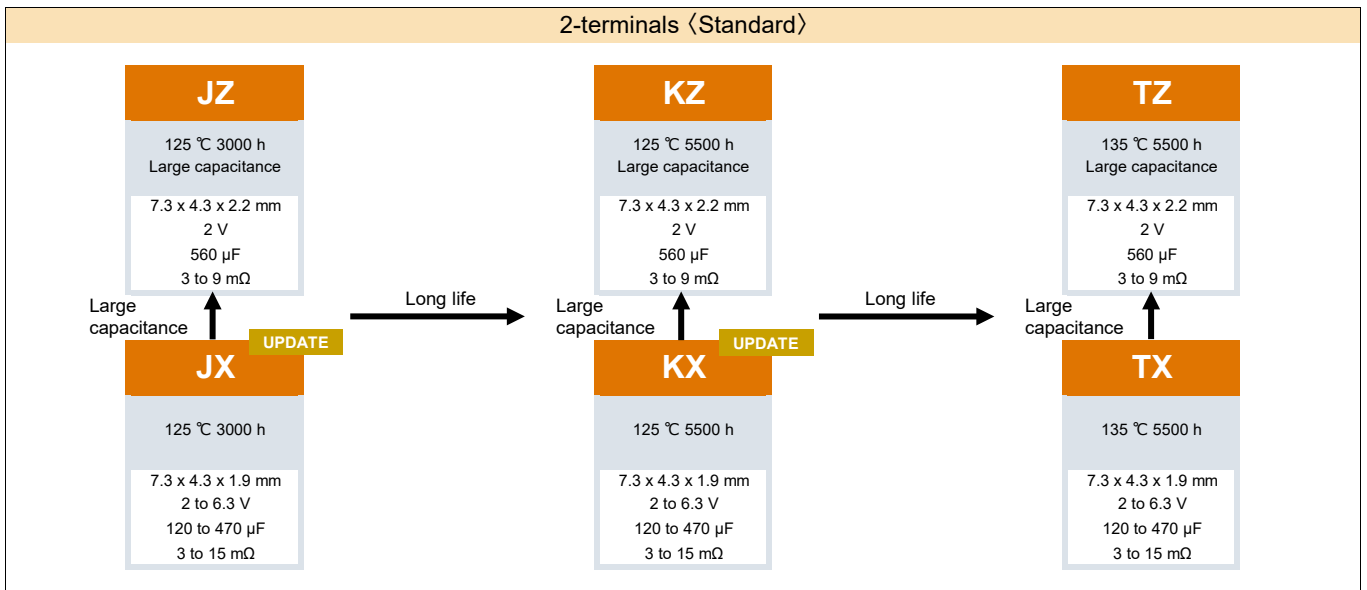 2-terminals〈Standard〉
JZ
125 ℃ 3000 h
Large capacitance
7.3 x 4.3 x 2.2 mm
2 V
560 µF
3 to 9 mΩ
KZ
125 ℃ 5500 h
Large capacitance
7.3 x 4.3 x 2.2 mm
2 V
560 µF
3 to 9 mΩ
TZ
135 ℃ 5500 h
Large capacitance
7.3 x 4.3 x 2.2 mm
2 V
560 µF
3 to 9 mΩ
Large
capacitance
Long life
Large
capacitance
Long life
Large
capacitance
UPDATE
JX
125 ℃ 3000 h
7.3 x 4.3 x 1.9 mm
2 to 6.3 V
120 to 470 µF
3 to 15 mΩ
UPDATE
KX
125 ℃ 5500 h
7.3 x 4.3 x 1.9 mm
2 to 6.3 V
120 to 470 µF
3 to 15 mΩ
TX
135 ℃ 5500 h
7.3 x 4.3 x 1.9 mm
2 to 6.3 V
120 to 470 µF
3 to 15 mΩ